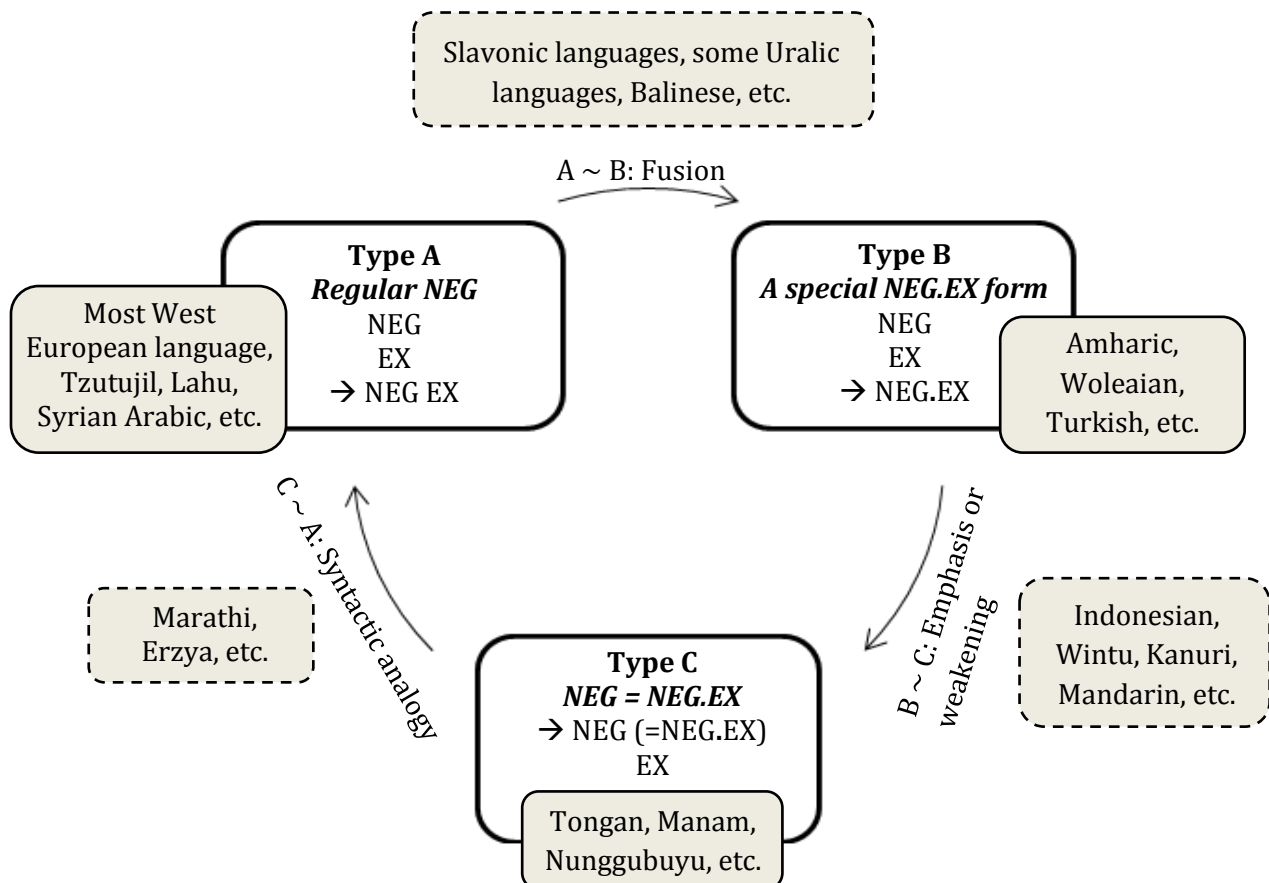 Slavonic languages, some Uralic
languages, Balinese, etc.
A ~ B: Fusion
Type A
Regular NEG
NEG
EX
→ NEG EX
Most West
European language,
Tzutujil, Lahu,
Syrian Arabic, etc.
Type B
A special NEG.EX form
NEG
EX
→ NEG.EX
Amharic,
Woleaian,
Turkish, etc.
C ~ A: Syntactic analogy
B ~ C: Emphasis or
weakening
Marathi,
Erzya, etc.
Type C
NEG = NEG.EX
→ NEG (=NEG.EX)
EX
Tongan, Manam,
Nunggubuyu, etc.
Indonesian,
Wintu, Kanuri,
Mandarin, etc.